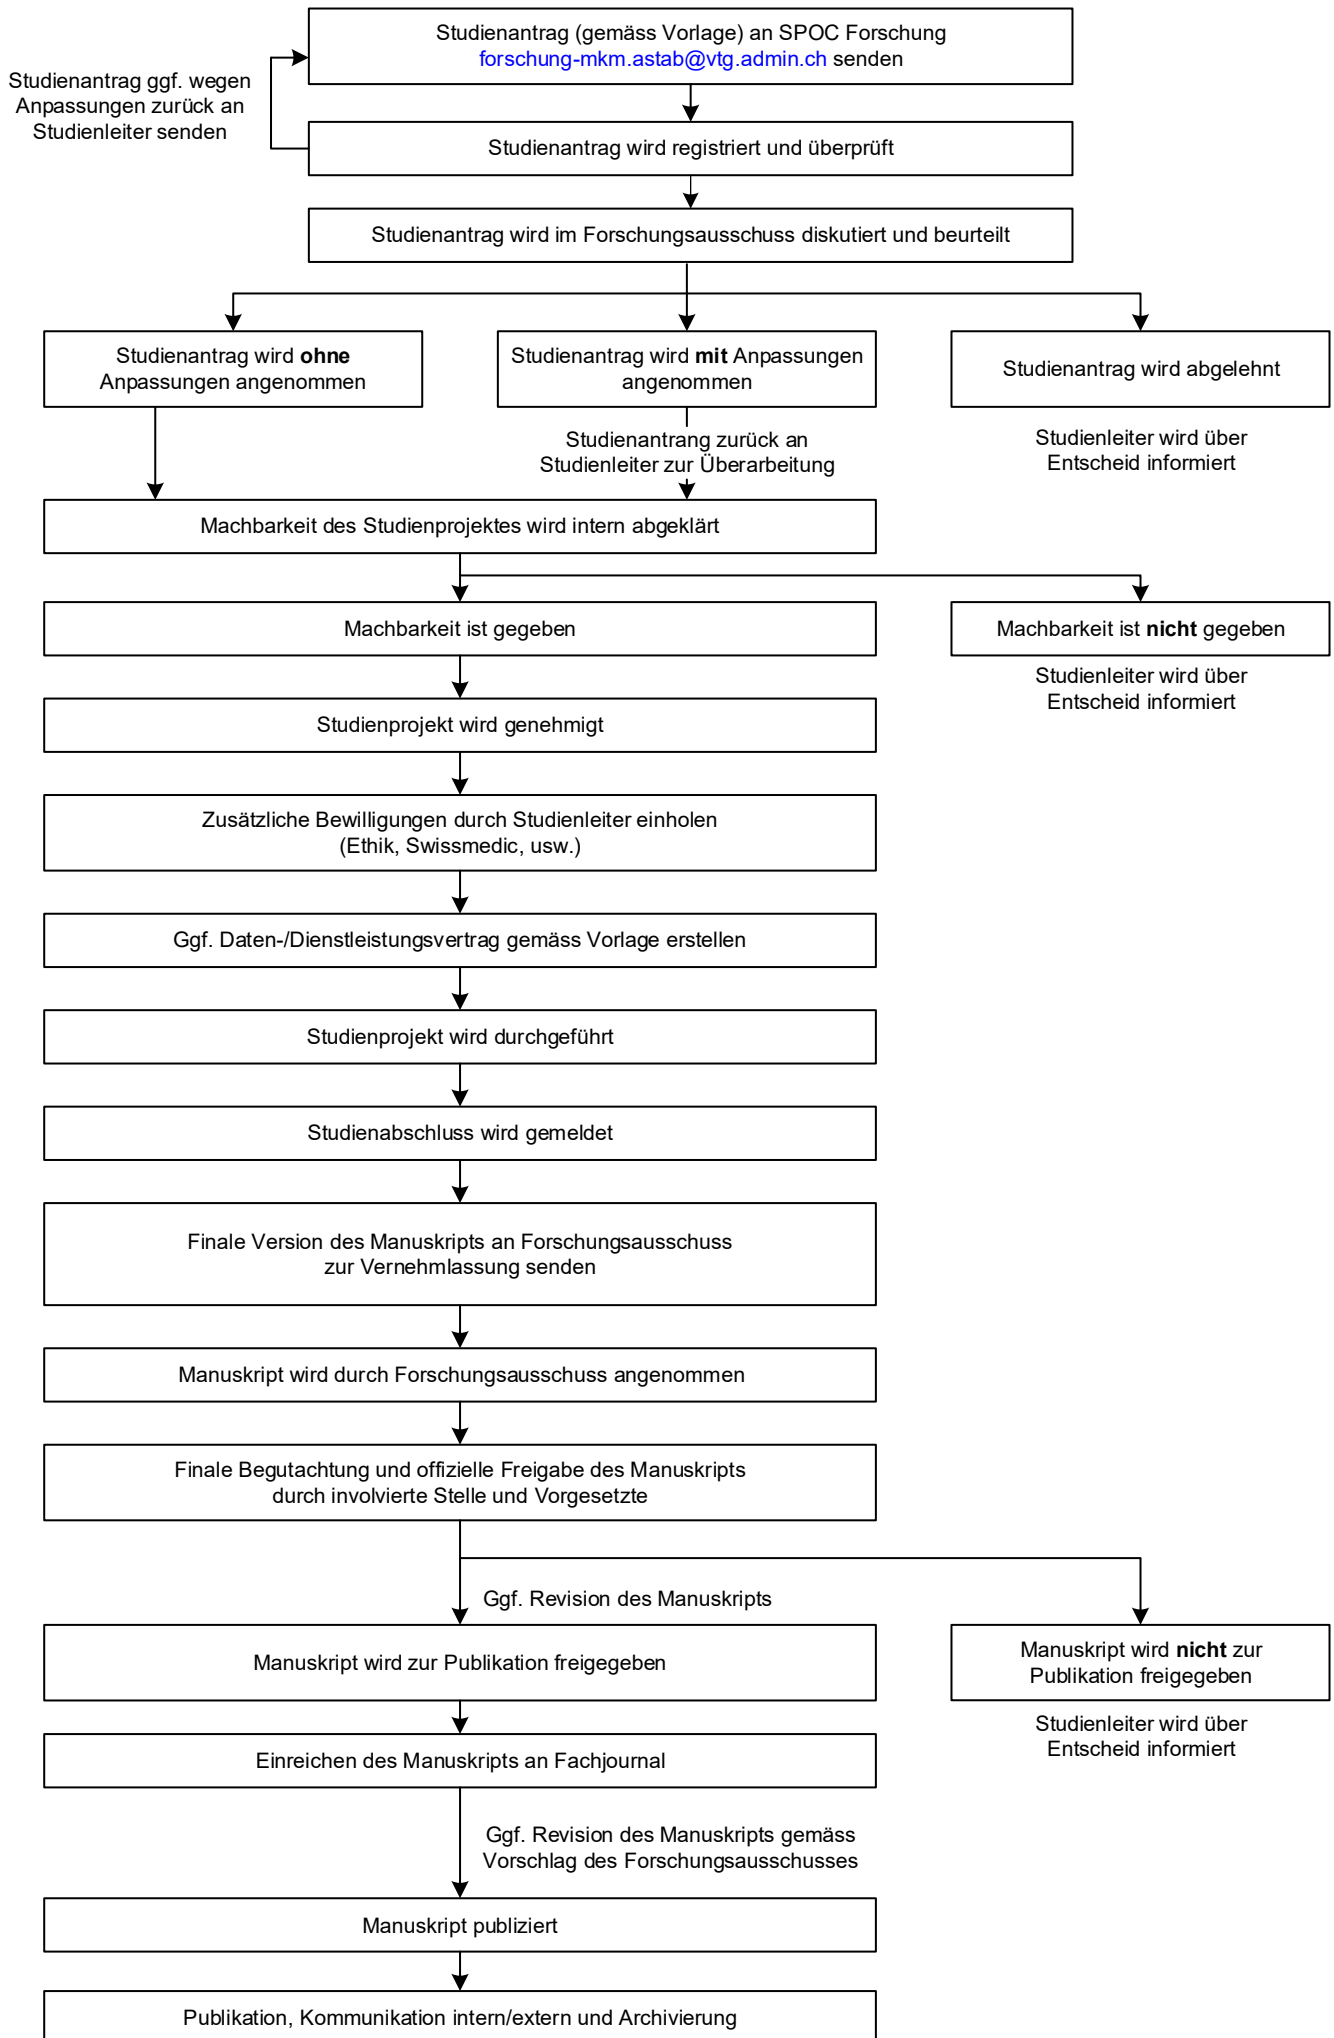 Studienantrag (gemäss Vorlage) an SPOC Forschung
forschung-mkm.astab@vtg.admin.ch senden
Studienantrag ggf. wegen
Anpassungen zurück an
Studienleiter senden
Studienantrag wird registriert und überprüft
Studienantrag wird im Forschungsausschuss diskutiert und beurteilt
Studienantrag wird ohne
Anpassungen angenommen
Studienantrag wird mit Anpassungen
angenommen
Studienantrag wird abgelehnt
Studienantrang zurück an
Studienleiter zur Überarbeitung
Studienleiter wird über
Entscheid informiert
Machbarkeit des Studienprojektes wird intern abgeklärt
Machbarkeit ist gegeben
Machbarkeit ist nicht gegeben
Studienleiter wird über
Entscheid informiert
Studienprojekt wird genehmigt
Zusätzliche Bewilligungen durch Studienleiter einholen
(Ethik, Swissmedic, usw.)
Ggf. Daten-/Dienstleistungsvertrag gemäss Vorlage erstellen
Studienprojekt wird durchgeführt
Studienabschluss wird gemeldet
Finale Version des Manuskripts an Forschungsausschuss
zur Vernehmlassung senden
Manuskript wird durch Forschungsausschuss angenommen
Finale Begutachtung und offizielle Freigabe des Manuskripts
durch involvierte Stelle und Vorgesetzte
Ggf. Revision des Manuskripts
Manuskript wird zur Publikation freigegeben
Manuskript wird nicht zur
Publikation freigegeben
Studienleiter wird über
Entscheid informiert
Einreichen des Manuskripts an Fachjournal
Ggf. Revision des Manuskripts gemäss
Vorschlag des Forschungsausschusses
Manuskript publiziert
Publikation, Kommunikation intern/extern und Archivierung